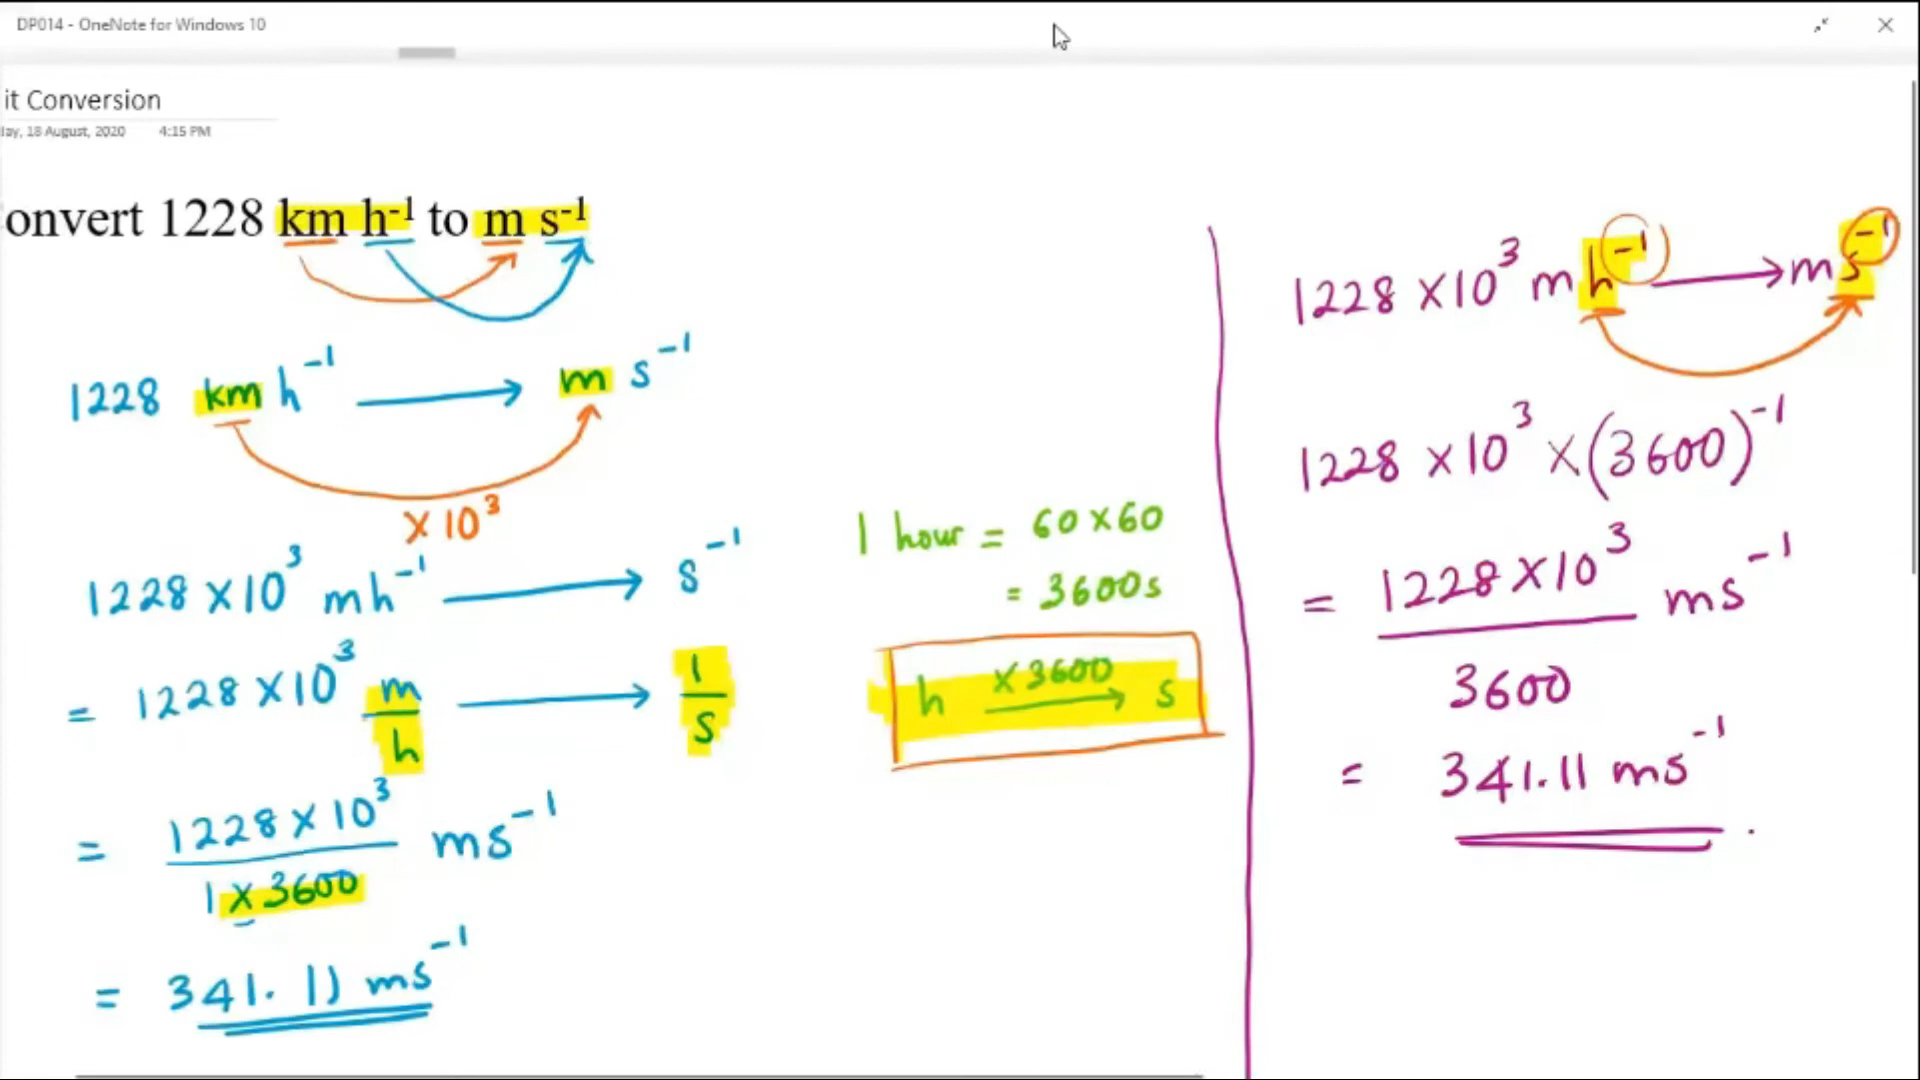 DP014 - OneNote for Windows 10
it Conversion
lay, 18 August, 2020 4:15 PM
onvert 1228 km h⁻¹ to m s⁻¹
1228 km h⁻¹ ⟶ m s⁻¹
× 10³
1228 × 10³ m h⁻¹ ⟶ s⁻¹
= 1228 × 10³ m/h ⟶ 1/s
= 1228 × 10³ / 1 × 3600 ms⁻¹
= 341.11 ms⁻¹
1 hour = 60 × 60
= 3600 s
h × 3600 ⟶ s
1228 × 10³ m h⁻¹ ⟶ m s⁻¹
1228 × 10³ × (3600)⁻¹
= 1228 × 10³ / 3600 ms⁻¹
= 341.11 ms⁻¹